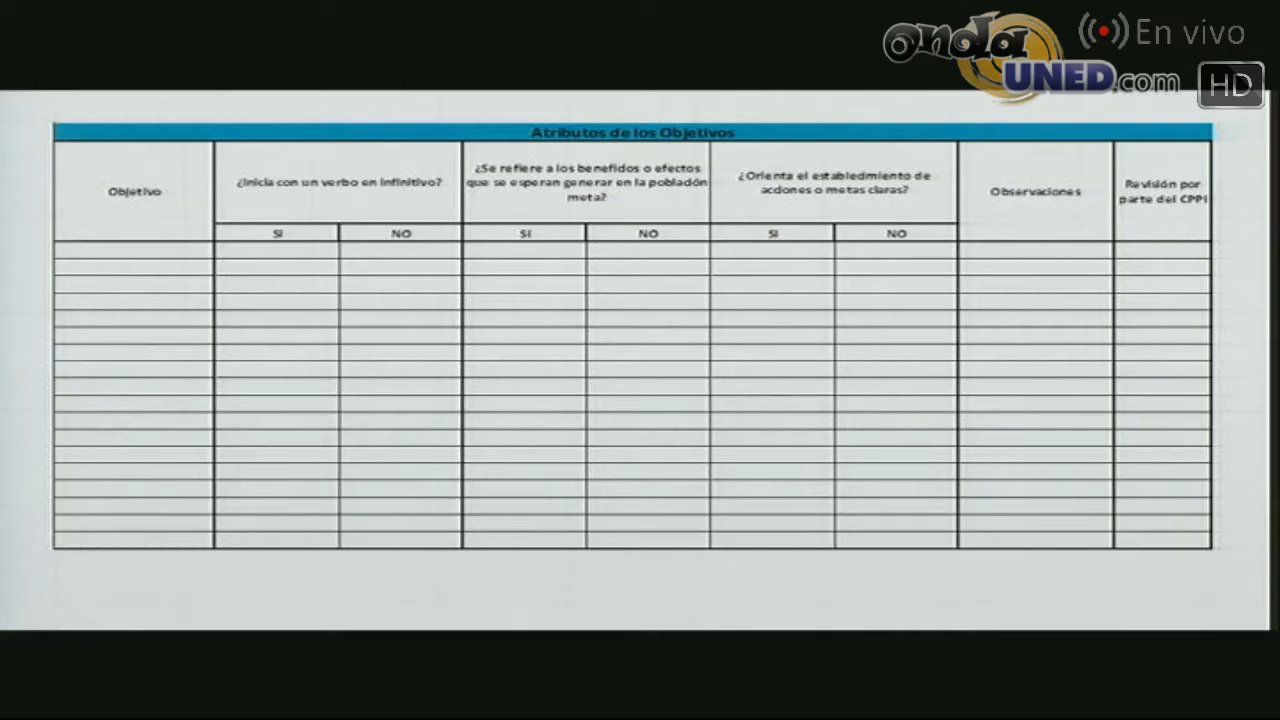 onda
UNED.com
En vivo
HD
Atributos de los Objetivos
Objetivo
¿Inicia con un verbo en infinitivo?
¿Se refiere a los beneficios o efectos
que se esperan generar en la población
meta?
¿Orienta el establecimiento de
acciones o metas claras?
Observaciones
Revisión por
parte del CPPI
SI
NO
SI
NO
SI
NO